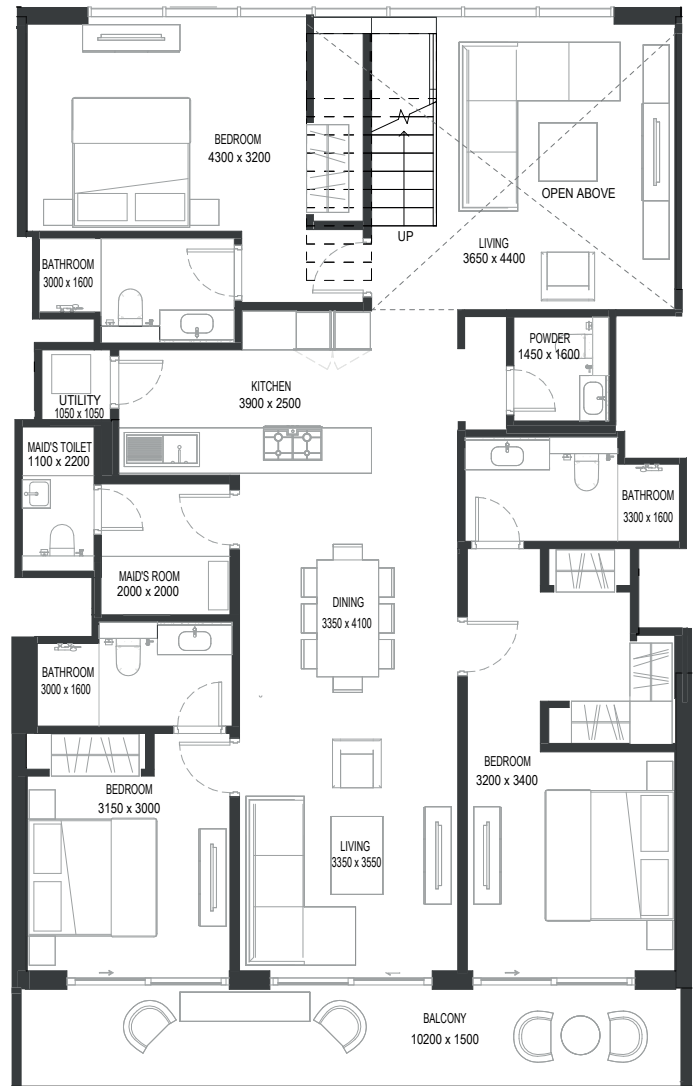 BEDROOM
4300 x 3200
OPEN ABOVE
UP
LIVING
3650 x 4400
BATHROOM
3000 x 1600
POWDER
1450 x 1600
KITCHEN
3900 x 2500
UTILITY
1050 x 1050
MAID'S TOILET
1100 x 2200
BATHROOM
3300 x 1600
MAID'S ROOM
2000 x 2000
DINING
3350 x 4100
BATHROOM
3000 x 1600
BEDROOM
3150 x 3000
BEDROOM
3200 x 3400
LIVING
3350 x 3550
BALCONY
10200 x 1500